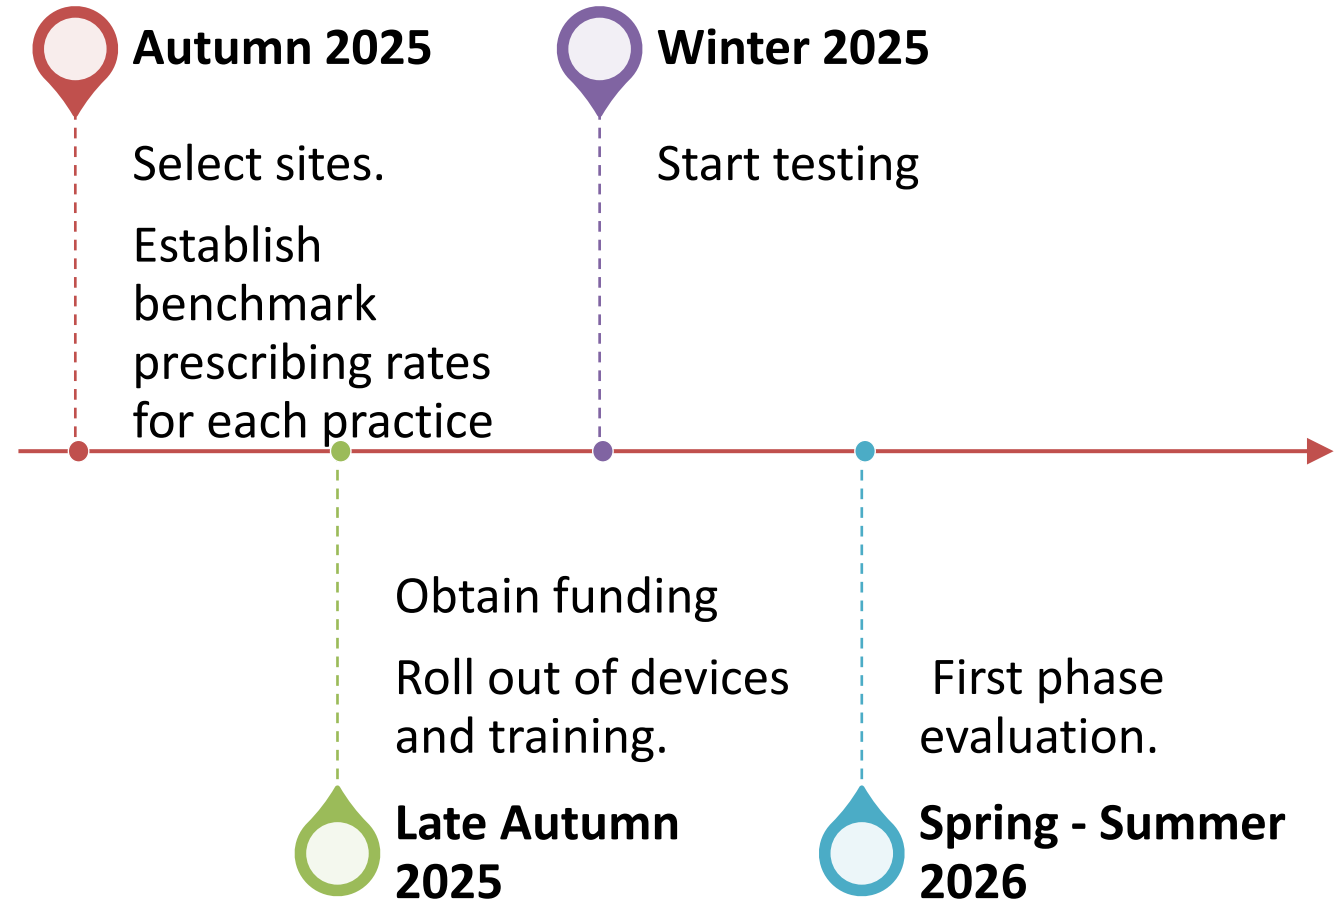 Autumn 2025
Select sites.
Establish
benchmark
prescribing rates
for each practice
Winter 2025
Start testing
Obtain funding
Roll out of devices
and training.
Late Autumn
2025
First phase
evaluation.
Spring - Summer
2026